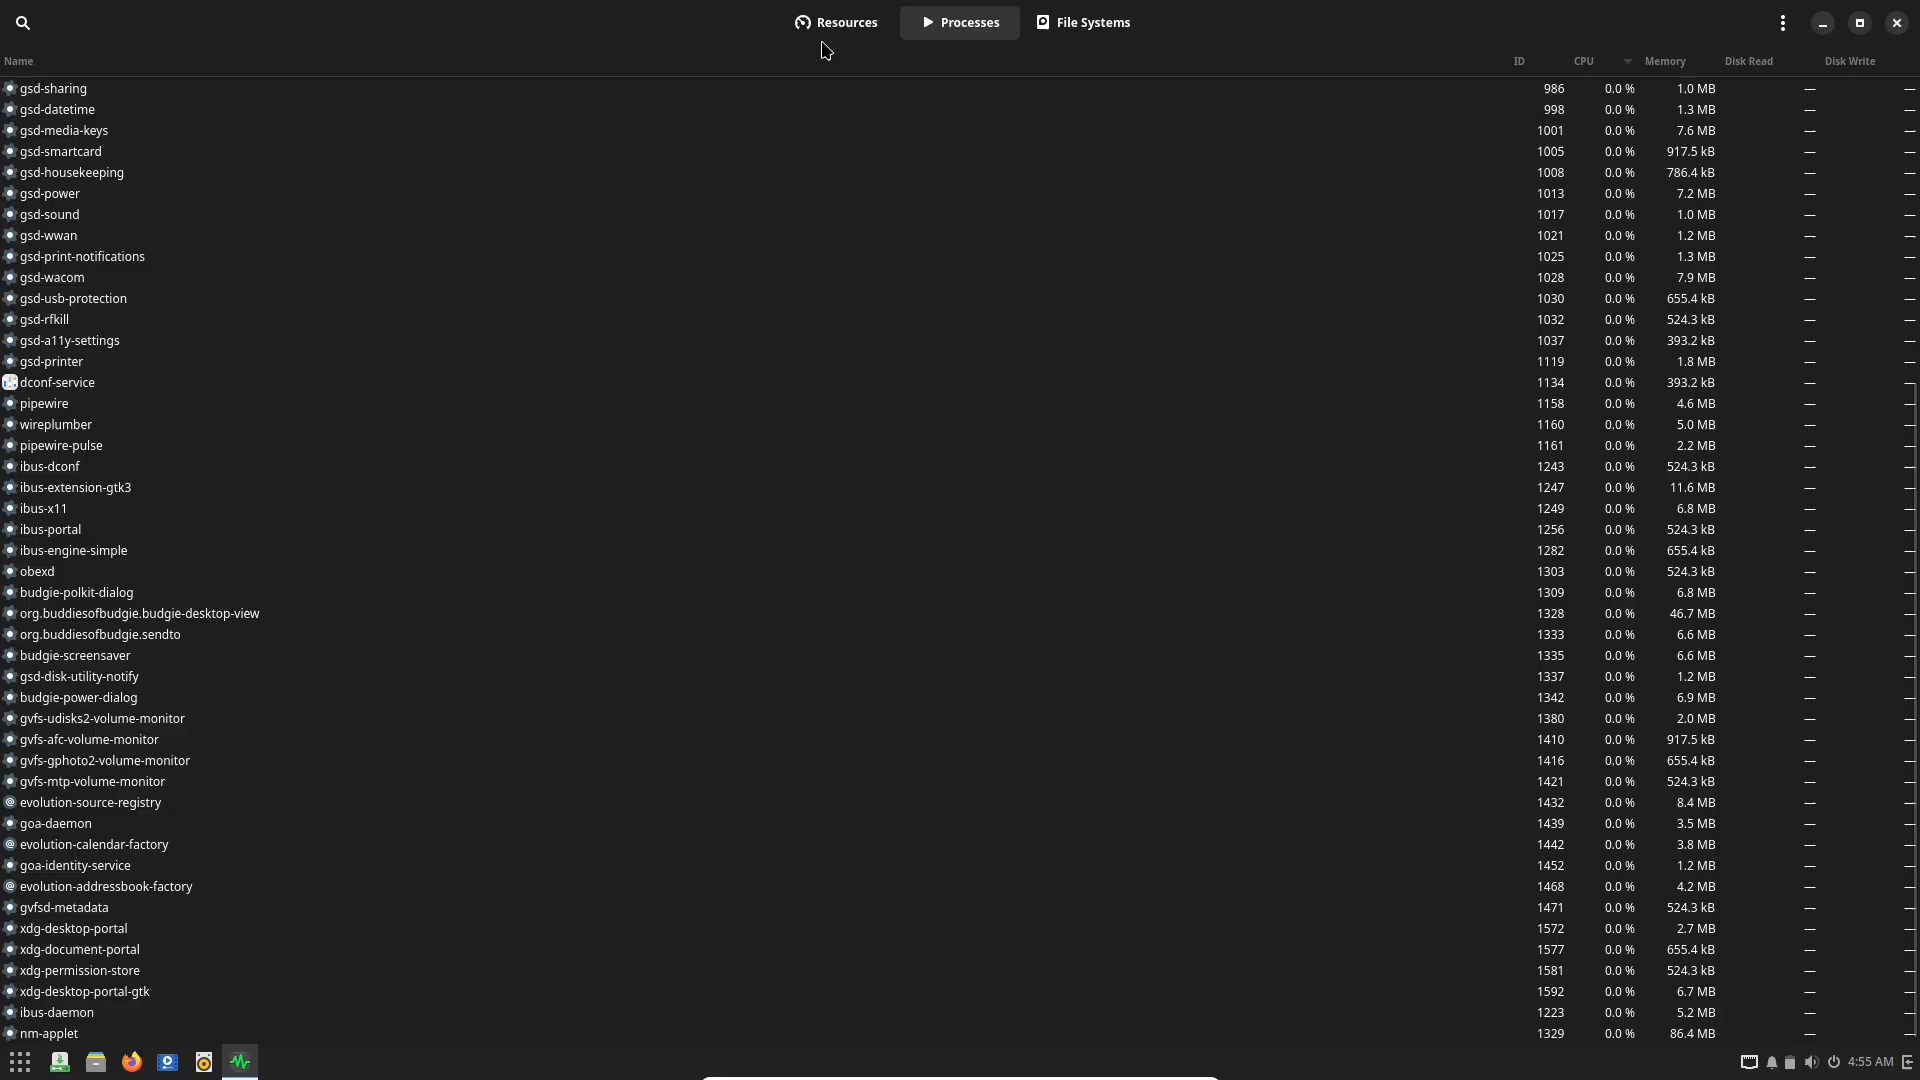 Resources Processes File Systems
Name ID CPU Memory Disk Read Disk Write
gsd-sharing 986 0.0 % 1.0 MB — —
gsd-datetime 998 0.0 % 1.3 MB — —
gsd-media-keys 1001 0.0 % 7.6 MB — —
gsd-smartcard 1005 0.0 % 917.5 kB — —
gsd-housekeeping 1008 0.0 % 786.4 kB — —
gsd-power 1013 0.0 % 7.2 MB — —
gsd-sound 1017 0.0 % 1.0 MB — —
gsd-wwan 1021 0.0 % 1.2 MB — —
gsd-print-notifications 1025 0.0 % 1.3 MB — —
gsd-wacom 1028 0.0 % 7.9 MB — —
gsd-usb-protection 1030 0.0 % 655.4 kB — —
gsd-rfkill 1032 0.0 % 524.3 kB — —
gsd-a11y-settings 1037 0.0 % 393.2 kB — —
gsd-printer 1119 0.0 % 1.8 MB — —
dconf-service 1134 0.0 % 393.2 kB — —
pipewire 1158 0.0 % 4.6 MB — —
wireplumber 1160 0.0 % 5.0 MB — —
pipewire-pulse 1161 0.0 % 2.2 MB — —
ibus-dconf 1243 0.0 % 524.3 kB — —
ibus-extension-gtk3 1247 0.0 % 11.6 MB — —
ibus-x11 1249 0.0 % 6.8 MB — —
ibus-portal 1256 0.0 % 524.3 kB — —
ibus-engine-simple 1282 0.0 % 655.4 kB — —
obexd 1303 0.0 % 524.3 kB — —
budgie-polkit-dialog 1309 0.0 % 6.8 MB — —
org.buddiesofbudgie.budgie-desktop-view 1328 0.0 % 46.7 MB — —
org.buddiesofbudgie.sendto 1333 0.0 % 6.6 MB — —
budgie-screensaver 1335 0.0 % 6.6 MB — —
gsd-disk-utility-notify 1337 0.0 % 1.2 MB — —
budgie-power-dialog 1342 0.0 % 6.9 MB — —
gvfs-udisks2-volume-monitor 1380 0.0 % 2.0 MB — —
gvfs-afc-volume-monitor 1410 0.0 % 917.5 kB — —
gvfs-gphoto2-volume-monitor 1416 0.0 % 655.4 kB — —
gvfs-mtp-volume-monitor 1421 0.0 % 524.3 kB — —
evolution-source-registry 1432 0.0 % 8.4 MB — —
goa-daemon 1439 0.0 % 3.5 MB — —
evolution-calendar-factory 1442 0.0 % 3.8 MB — —
goa-identity-service 1452 0.0 % 1.2 MB — —
evolution-addressbook-factory 1468 0.0 % 4.2 MB — —
gvfsd-metadata 1471 0.0 % 524.3 kB — —
xdg-desktop-portal 1572 0.0 % 2.7 MB — —
xdg-document-portal 1577 0.0 % 655.4 kB — —
xdg-permission-store 1581 0.0 % 524.3 kB — —
xdg-desktop-portal-gtk 1592 0.0 % 6.7 MB — —
ibus-daemon 1223 0.0 % 5.2 MB — —
nm-applet 1329 0.0 % 86.4 MB — —
4:55 AM